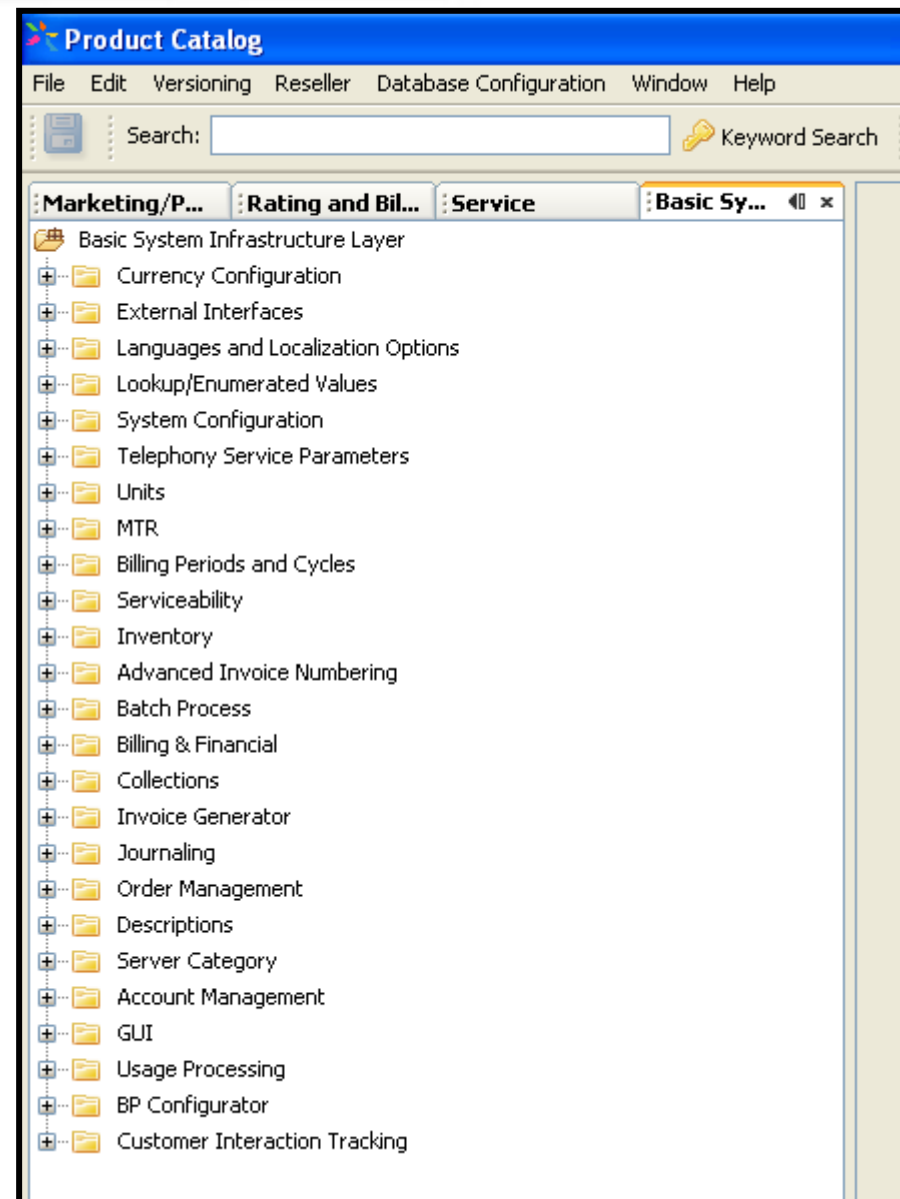 Product Catalog
File Edit Versioning Reseller Database Configuration Window Help
Search: Keyword Search
Marketing/P... Rating and Bil... Service Basic Sy...
Basic System Infrastructure Layer
Currency Configuration
External Interfaces
Languages and Localization Options
Lookup/Enumerated Values
System Configuration
Telephony Service Parameters
Units
MTR
Billing Periods and Cycles
Serviceability
Inventory
Advanced Invoice Numbering
Batch Process
Billing & Financial
Collections
Invoice Generator
Journaling
Order Management
Descriptions
Server Category
Account Management
GUI
Usage Processing
BP Configurator
Customer Interaction Tracking